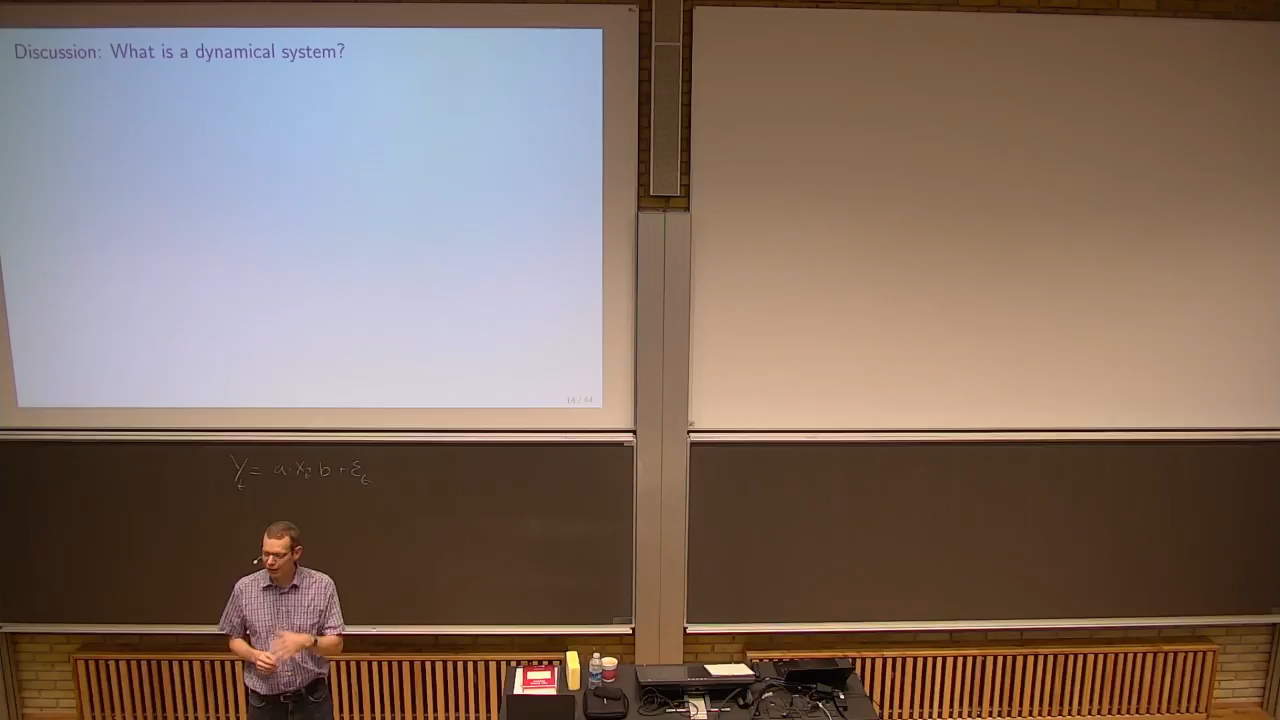 Discussion: What is a dynamical system?
14 / 44
Y_t = a · X_t b + ε_t